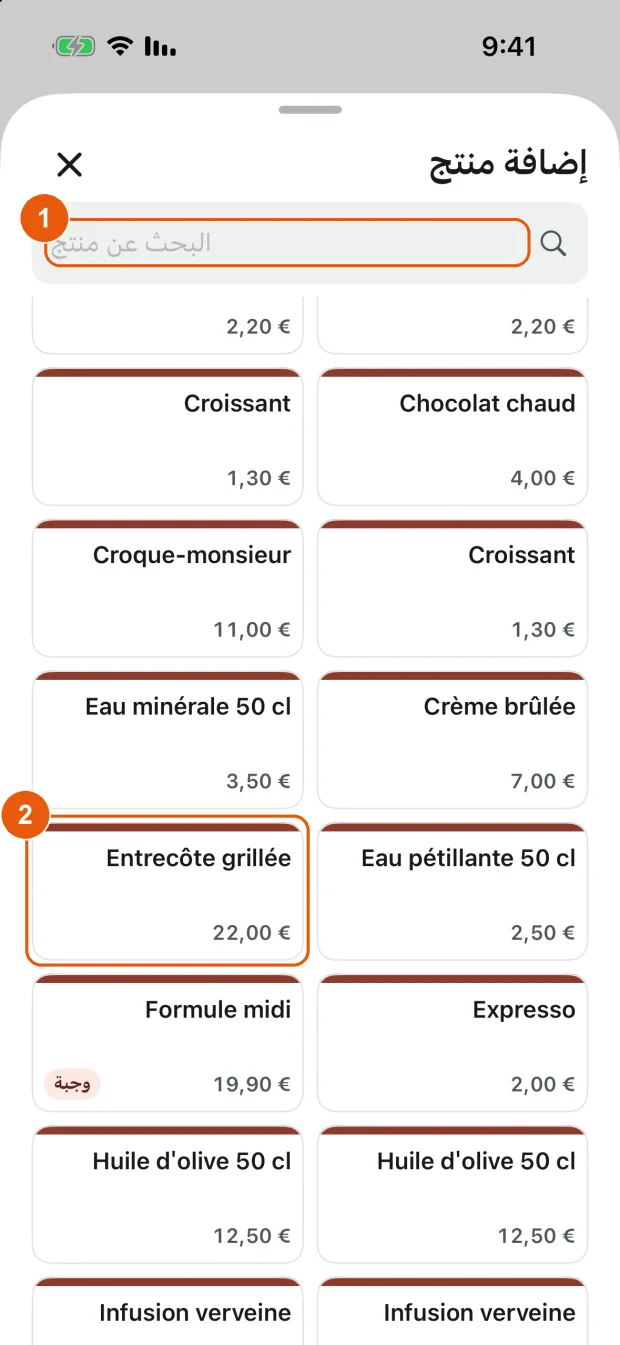 9:41
إضافة منتج
1
البحث عن منتج
2,20 €
2,20 €
Chocolat chaud
4,00 €
Croissant
1,30 €
Croissant
1,30 €
Croque-monsieur
11,00 €
Crème brûlée
7,00 €
Eau minérale 50 cl
3,50 €
Eau pétillante 50 cl
2,50 €
2
Entrecôte grillée
22,00 €
Expresso
2,00 €
Formule midi
19,90 €
وجبة
Huile d'olive 50 cl
12,50 €
Huile d'olive 50 cl
12,50 €
Infusion verveine
Infusion verveine